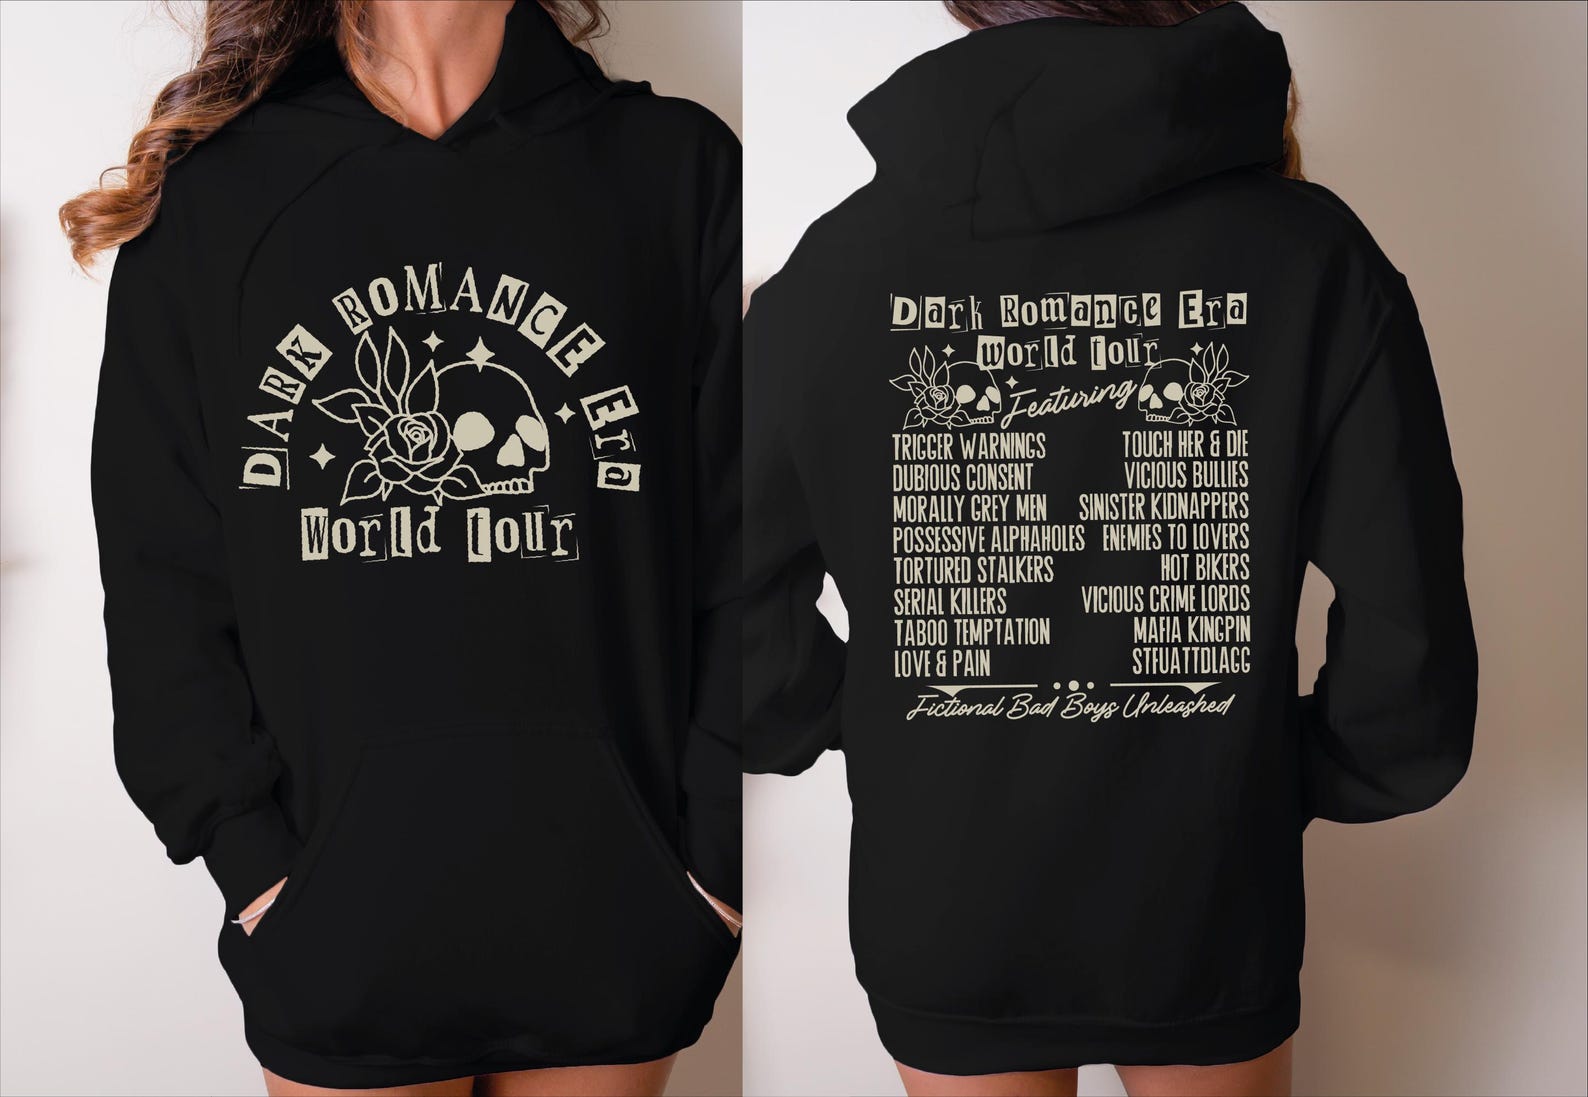 DARK ROMANCE Era
World tour
Dark Romance Era
world tour
Featuring
TRIGGER WARNINGS TOUCH HER & DIE
DUBIOUS CONSENT VICIOUS BULLIES
MORALLY GREY MEN SINISTER KIDNAPPERS
POSSESSIVE ALPHAHOLES ENEMIES TO LOVERS
TORTURED STALKERS HOT BIKERS
SERIAL KILLERS VICIOUS CRIME LORDS
TABOO TEMPTATION MAFIA KINGPIN
LOVE & PAIN STFUATTDLAGG
Fictional Bad Boys Unleashed